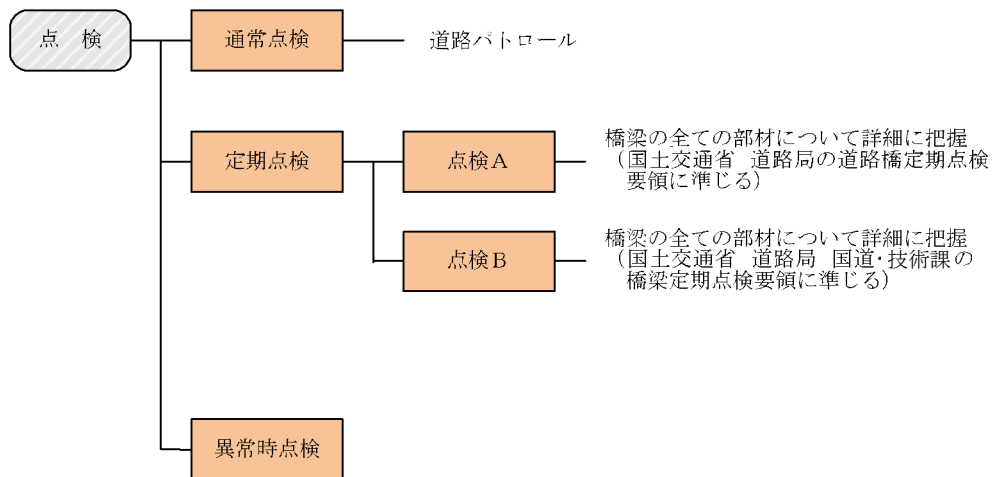 点　検
通常点検
道路パトロール
定期点検
点検A
橋梁の全ての部材について詳細に把握
（国土交通省　道路局の道路橋定期点検
要領に準じる）
点検B
橋梁の全ての部材について詳細に把握
（国土交通省　道路局　国道・技術課の
橋梁定期点検要領に準じる）
異常時点検